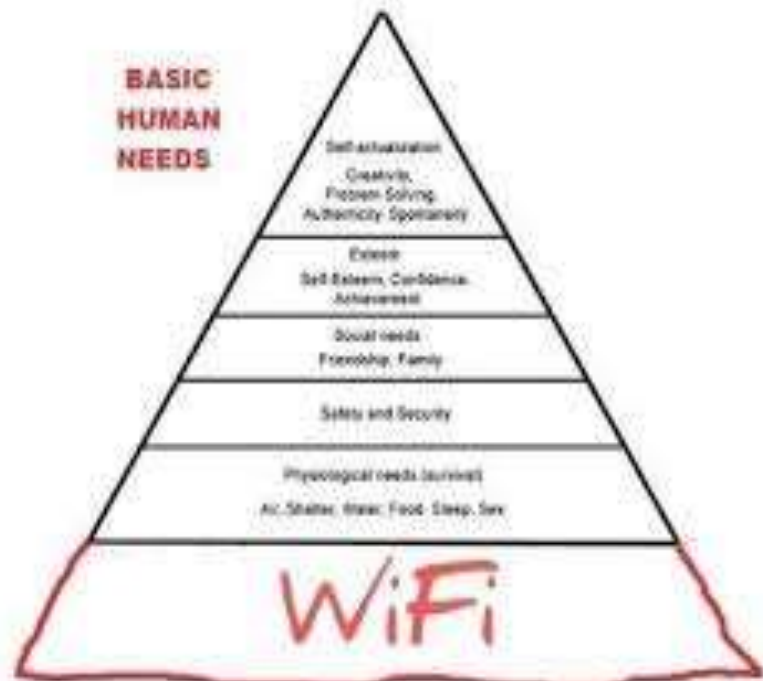 BASIC
HUMAN
NEEDS
Self-actualization
Creativity,
Problem Solving,
Authenticity, Spontaneity
Esteem
Self-Esteem, Confidence,
Achievement
Social needs
Friendship, Family
Safety and Security
Physiological needs (survival)
Air, Shelter, Water, Food, Sleep, Sex
WiFi